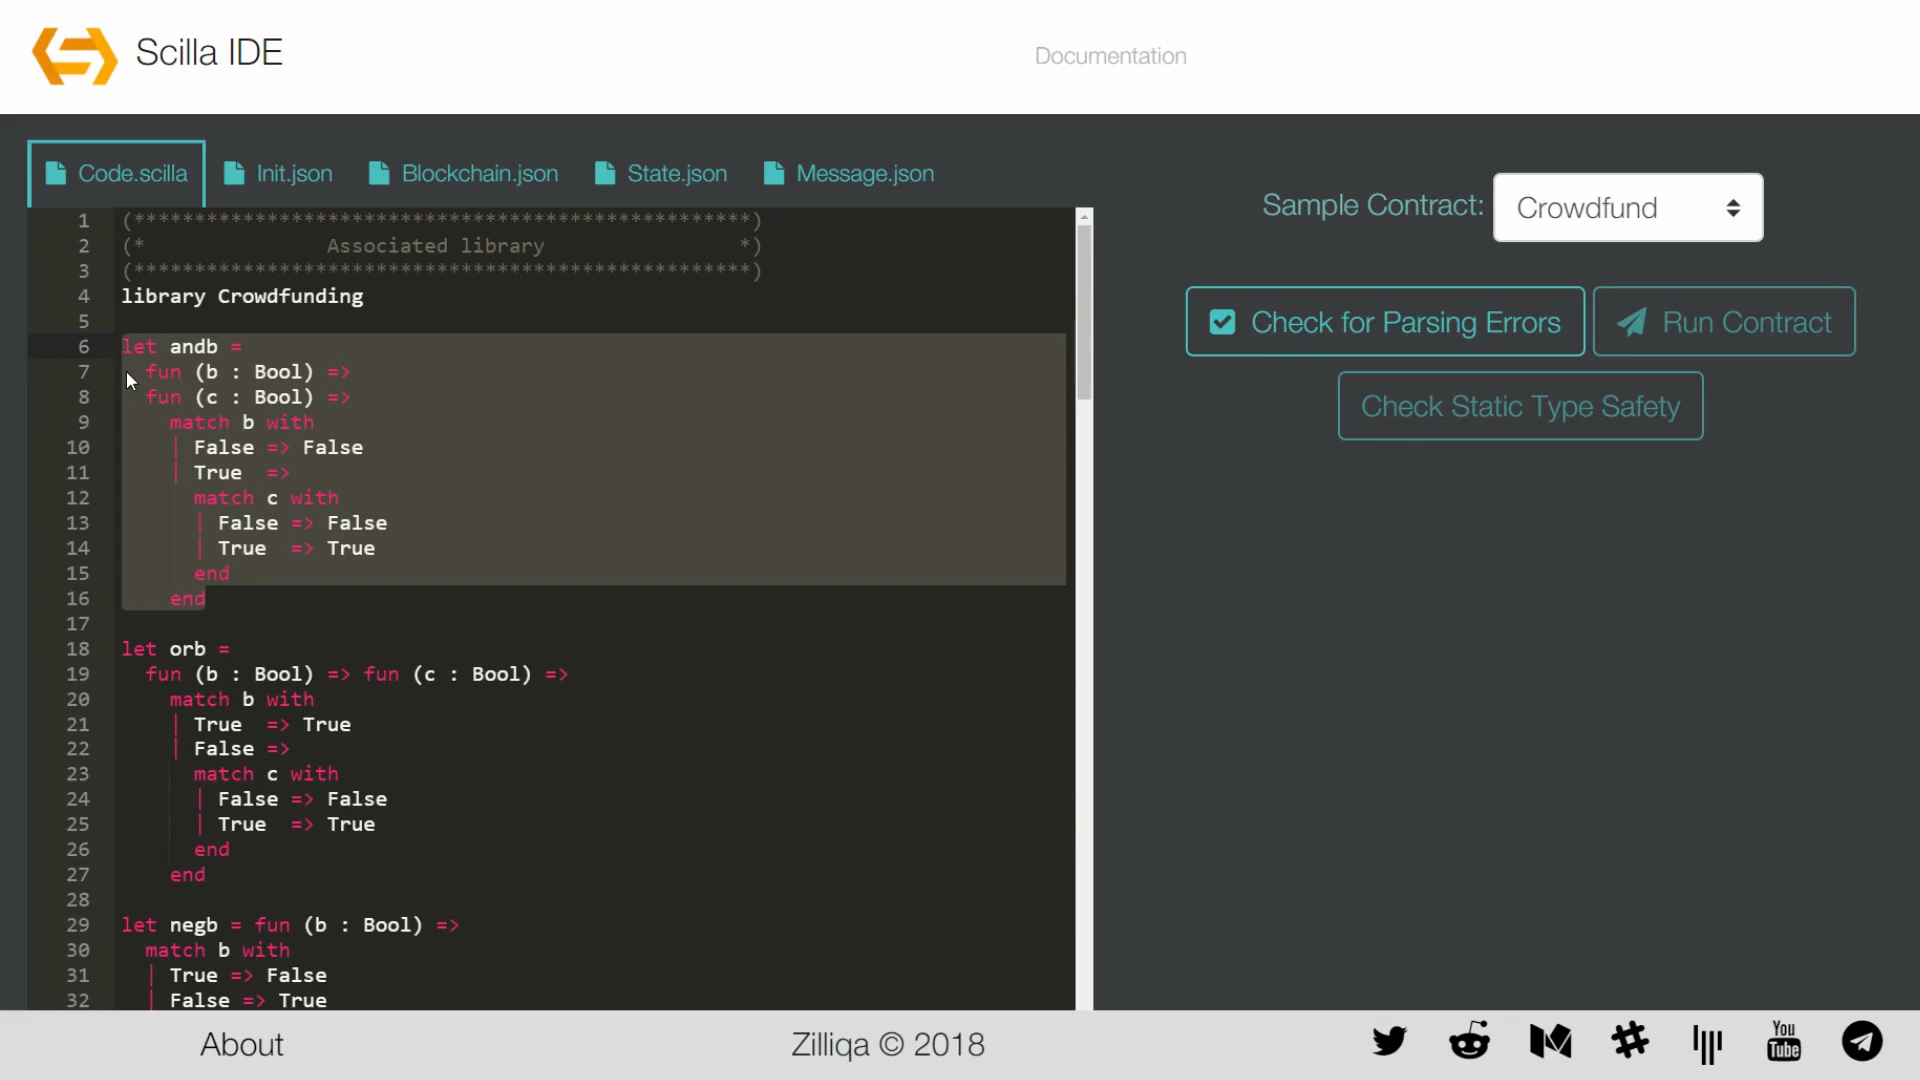 Scilla IDE
Documentation
Code.scilla
Init.json
Blockchain.json
State.json
Message.json
Sample Contract:
Crowdfund
Check for Parsing Errors
Run Contract
Check Static Type Safety
1 (***************************************************)
2 (*               Associated library                *)
3 (***************************************************)
4 library Crowdfunding
5
6 let andb =
7   fun (b : Bool) =>
8   fun (c : Bool) =>
9     match b with
10     | False => False
11     | True  =>
12       match c with
13       | False => False
14       | True  => True
15       end
16     end
17
18 let orb =
19   fun (b : Bool) => fun (c : Bool) =>
20     match b with
21     | True  => True
22     | False =>
23       match c with
24       | False => False
25       | True  => True
26       end
27     end
28
29 let negb = fun (b : Bool) =>
30   match b with
31   | True => False
32   | False => True
About
Zilliqa © 2018
You
Tube